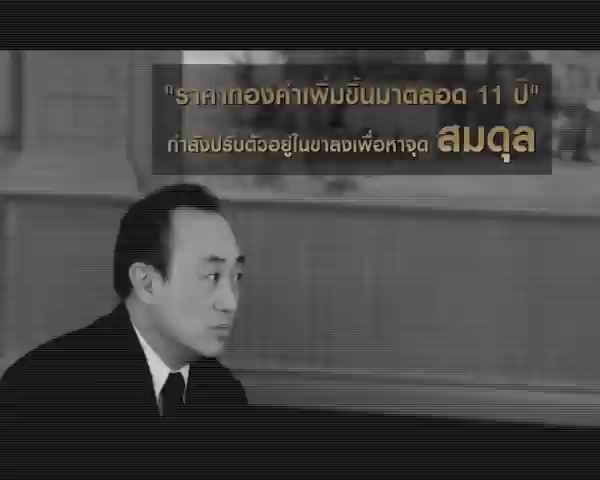 "ราคาทองคำเพิ่มขึ้นมาตลอด 11 ปี"
กำลังปรับตัวอยู่ในขาลงเพื่อหาจุด สมดุล